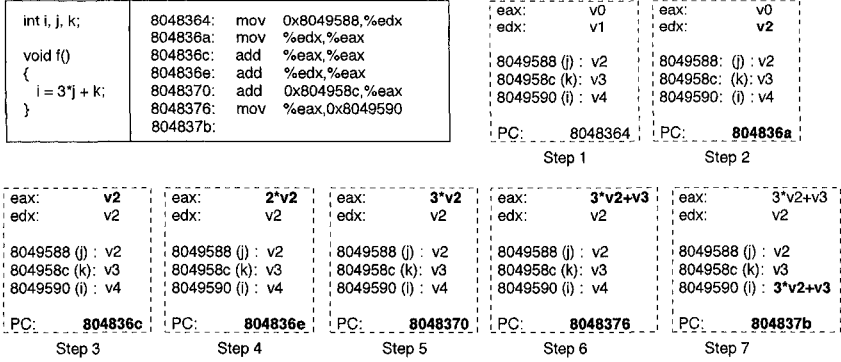 int i, j, k;
void f()
{
i = 3*j + k;
}
8048364: mov 0x8049588,%edx
804836a: mov %edx,%eax
804836c: add %eax,%eax
804836e: add %edx,%eax
8048370: add 0x804958c,%eax
8048376: mov %eax,0x8049590
804837b:
eax: v0
edx: v1
8049588: (j) : v2
804958c (k): v3
8049590 (i) : v4
PC: 8048364
Step 1
eax: v0
edx: v2
8049588: (j) : v2
804958c: (k): v3
8049590: (i) : v4
PC: 804836a
Step 2
eax: v2
edx: v2
8049588 (j) : v2
804958c (k): v3
8049590 (i) : v4
PC: 804836c
Step 3
eax: 2*v2
edx: v2
8049588 (j) : v2
804958c (k): v3
8049590 (i) : v4
PC: 804836e
Step 4
eax: 3*v2
edx: v2
8049588 (j) : v2
804958c (k): v3
8049590 (i) : v4
PC: 8048370
Step 5
eax: 3*v2+v3
edx: v2
8049588 (j) : v2
804958c (k): v3
8049590 (i) : v4
PC: 8048376
Step 6
eax: 3*v2+v3
edx: v2
8049588 (j) : v2
804958c (k): v3
8049590 (i) : 3*v2+v3
PC: 804837b
Step 7